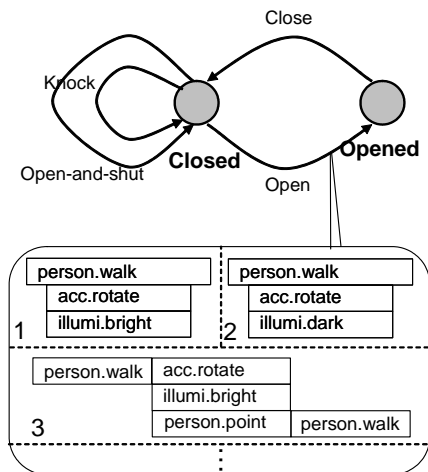 Close
Knock
Closed
Opened
Open-and-shut
Open
person.walk
acc.rotate
illumi.bright
1
person.walk
acc.rotate
illumi.dark
2
person.walk
acc.rotate
illumi.bright
person.point
person.walk
3